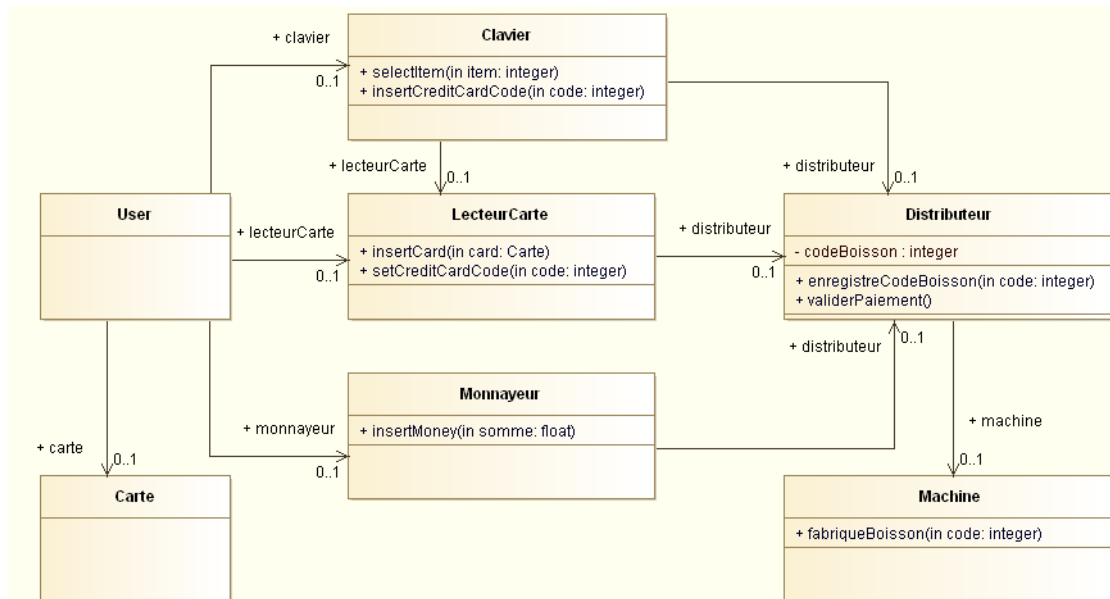 Clavier
+ selectItem(in item: integer)
+ insertCreditCardCode(in code: integer)
+ clavier
0..1
+ lecteurCarte
0..1
+ distributeur
0..1
User
+ lecteurCarte
0..1
LecteurCarte
+ insertCard(in card: Carte)
+ setCreditCardCode(in code: integer)
+ distributeur
0..1
Distributeur
- codeBoisson : integer
+ enregistreCodeBoisson(in code: integer)
+ validerPaiement()
+ distributeur
0..1
Monnayeur
+ insertMoney(in somme: float)
+ monnayeur
0..1
+ machine
0..1
+ carte
0..1
Carte
Machine
+ fabriqueBoisson(in code: integer)